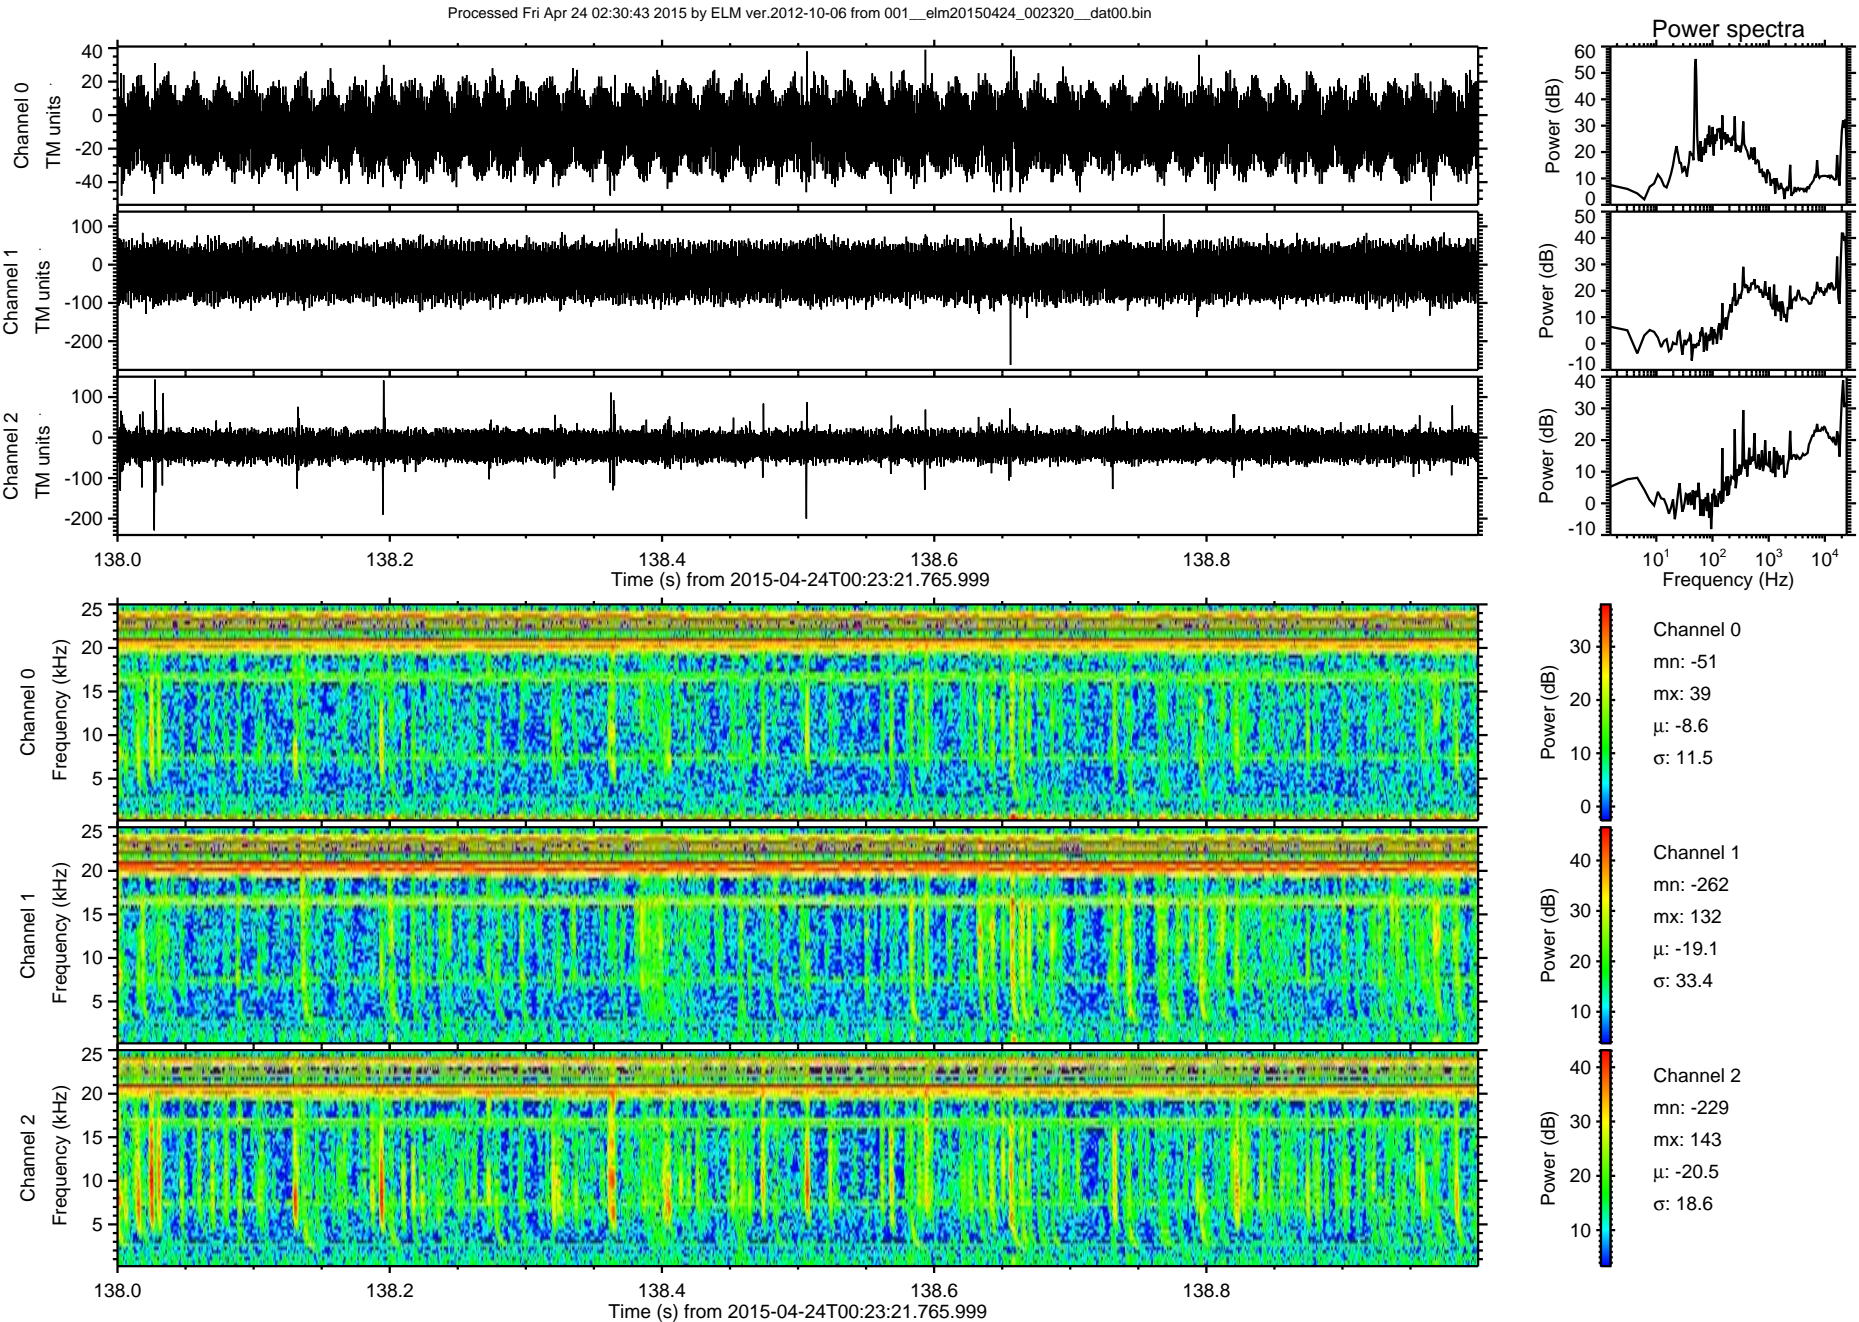 Processed Fri Apr 24 02:30:43 2015 by ELM ver.2012-10-06 from 001__elm20150424_002320__dat00.bin
Power spectra
Channel 0
TM units
40
20
0
-20
-40
Power (dB)
60
50
40
30
20
10
0
Channel 1
TM units
100
0
-100
-200
Power (dB)
50
40
30
20
10
0
-10
Channel 2
TM units
100
0
-100
-200
Power (dB)
40
30
20
10
0
-10
138.0 138.2 138.4 138.6 138.8
Time (s) from 2015-04-24T00:23:21.765.999
10¹ 10² 10³ 10⁴
Frequency (Hz)
Channel 0
Frequency (kHz)
25
20
15
10
5
Power (dB)
30
20
10
0
Channel 0
mn: -51
mx: 39
μ: -8.6
σ: 11.5
Channel 1
Frequency (kHz)
25
20
15
10
5
Power (dB)
40
30
20
10
Channel 1
mn: -262
mx: 132
μ: -19.1
σ: 33.4
Channel 2
Frequency (kHz)
25
20
15
10
5
Power (dB)
40
30
20
10
Channel 2
mn: -229
mx: 143
μ: -20.5
σ: 18.6
138.0 138.2 138.4 138.6 138.8
Time (s) from 2015-04-24T00:23:21.765.999